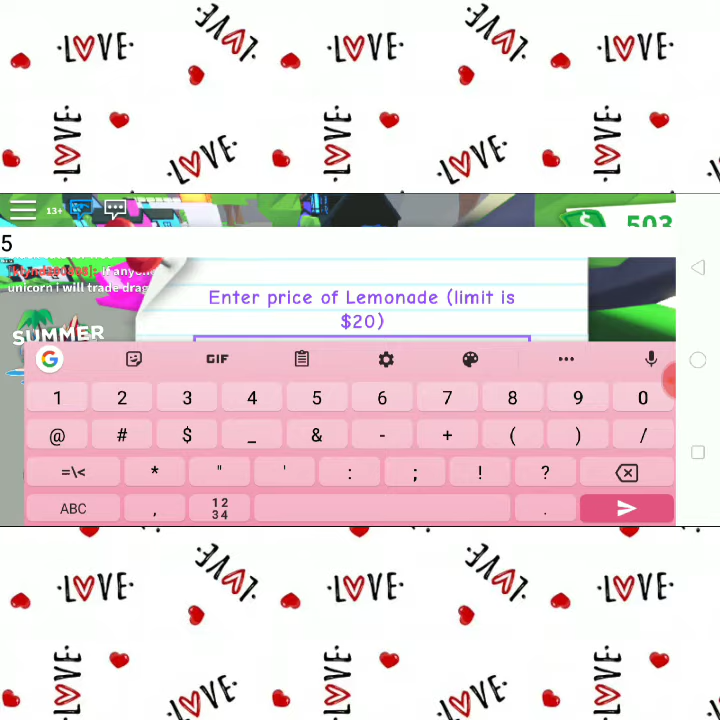 ·LOVE· ·LOVE· ·LOVE· ·LOVE· ·LOVE·
·LOVE· ·LOVE· ·LOVE· ·LOVE· ·LOVE·
13+
$ 503
5
if anyone
unicorn i will trade drag
SUMMER
Enter price of Lemonade (limit is
$20)
G GIF ...
1 2 3 4 5 6 7 8 9 0
@ # $ _ & - + ( ) /
=\< * " ' : ; ! ?
ABC , 12 34 .
·LOVE· ·LOVE· ·LOVE· ·LOVE· ·LOVE·
·LOVE· ·LOVE· ·LOVE· ·LOVE· ·LOVE·